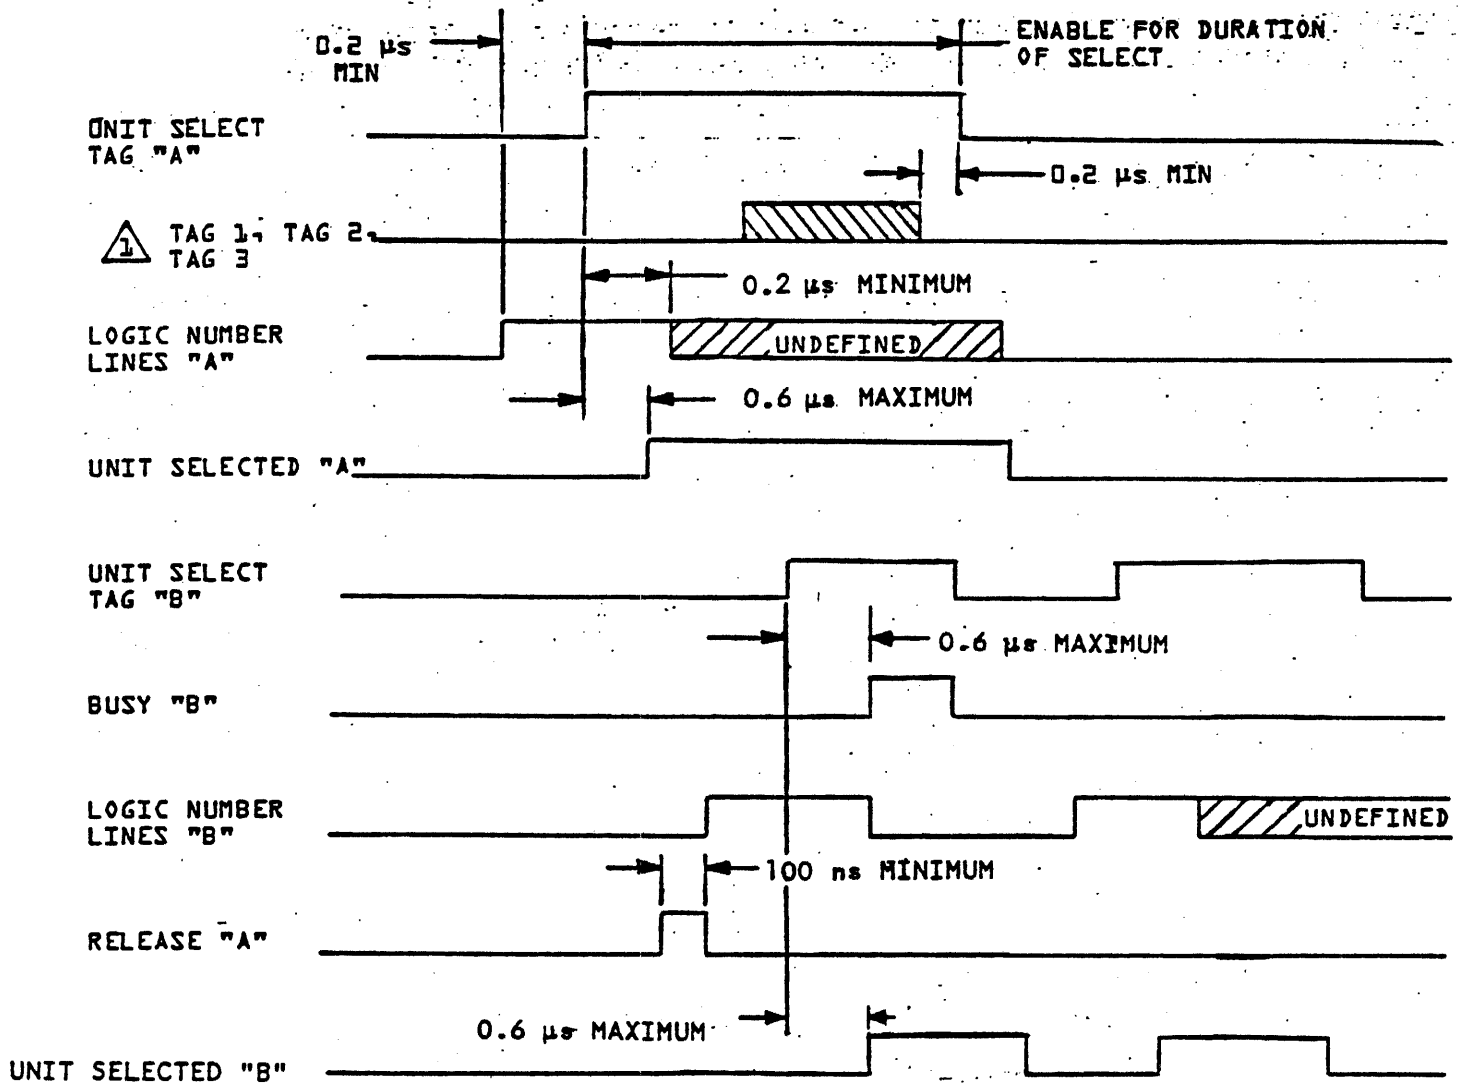 0.2 µs
MIN
ENABLE FOR DURATION
OF SELECT
UNIT SELECT
TAG "A"
0.2 µs MIN
1
TAG 1, TAG 2,
TAG 3
0.2 µs MINIMUM
LOGIC NUMBER
LINES "A"
UNDEFINED
0.6 µs MAXIMUM
UNIT SELECTED "A"
UNIT SELECT
TAG "B"
0.6 µs MAXIMUM
BUSY "B"
LOGIC NUMBER
LINES "B"
UNDEFINED
100 ns MINIMUM
RELEASE "A"
0.6 µs MAXIMUM
UNIT SELECTED "B"